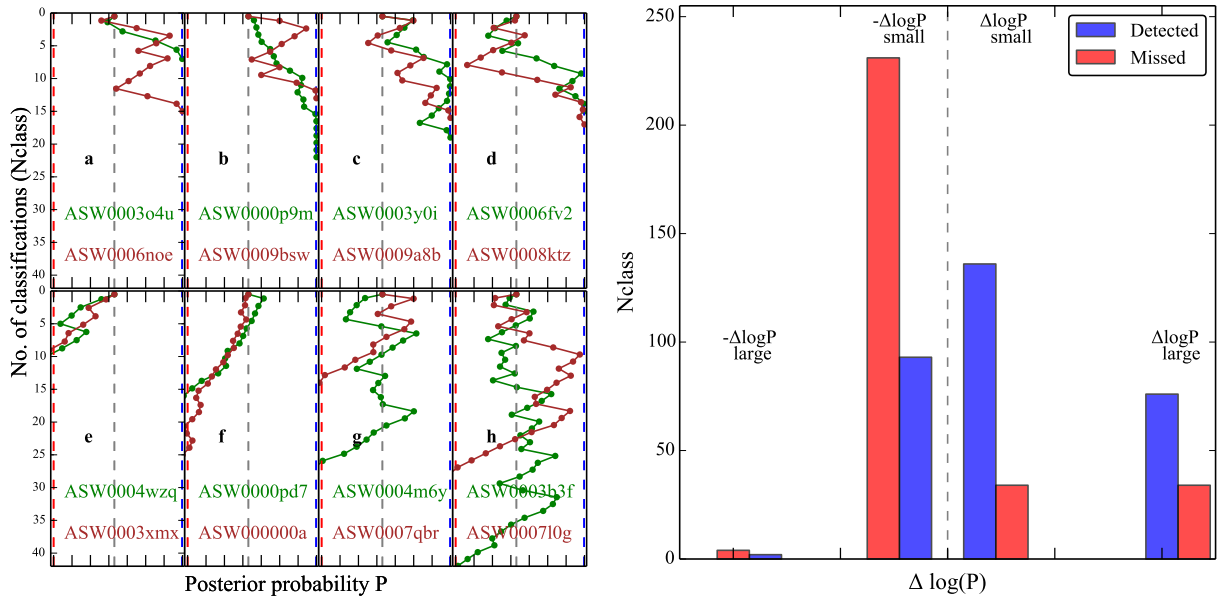 No. of classifications (Nclass)
0
5
10
15
20
25
30
35
40
a
b
c
d
ASW0003o4u
ASW0000p9m
ASW0003y0i
ASW0006fv2
ASW0006noe
ASW0009bsw
ASW0009a8b
ASW0008ktz
0
5
10
15
20
25
30
35
40
e
f
g
h
ASW0004wzq
ASW0000pd7
ASW0004m6y
ASW0003b3f
ASW0003xmx
ASW000000a
ASW0007qbr
ASW0007l0g
Posterior probability P
Nclass
250
200
150
100
50
0
-ΔlogP
small
ΔlogP
small
Detected
Missed
-ΔlogP
large
ΔlogP
large
Δ log(P)